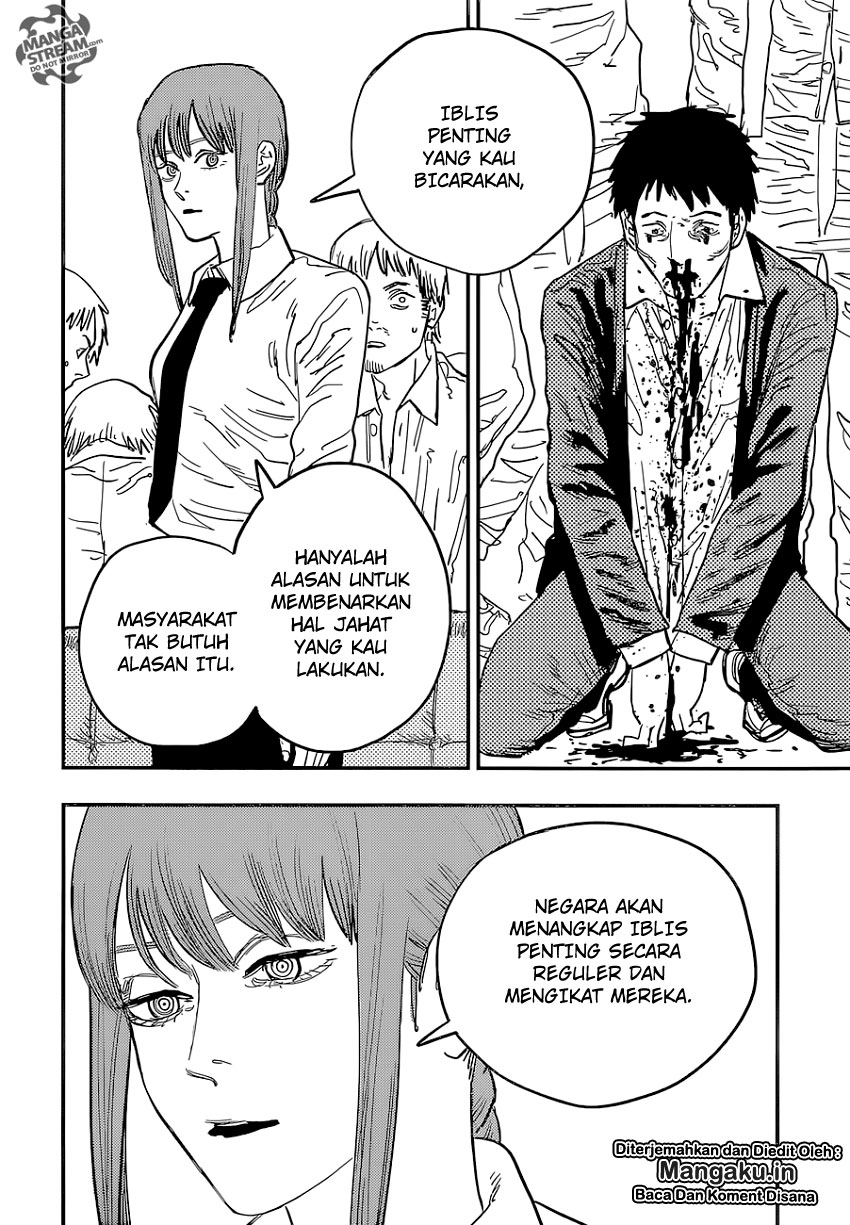 MANGA
STREAM.com
DO NOT MIRROR
IBLIS
PENTING
YANG KAU
BICARAKAN,
HANYALAH
ALASAN UNTUK
MEMBENARKAN
HAL JAHAT
YANG KAU
LAKUKAN.
MASYARAKAT
TAK BUTUH
ALASAN ITU.
NEGARA AKAN
MENANGKAP IBLIS
PENTING SECARA
REGULER DAN
MENGIKAT MEREKA.
Diterjemahkan dan Diedit Oleh :
Mangaku.in
Baca Dan Koment Disana